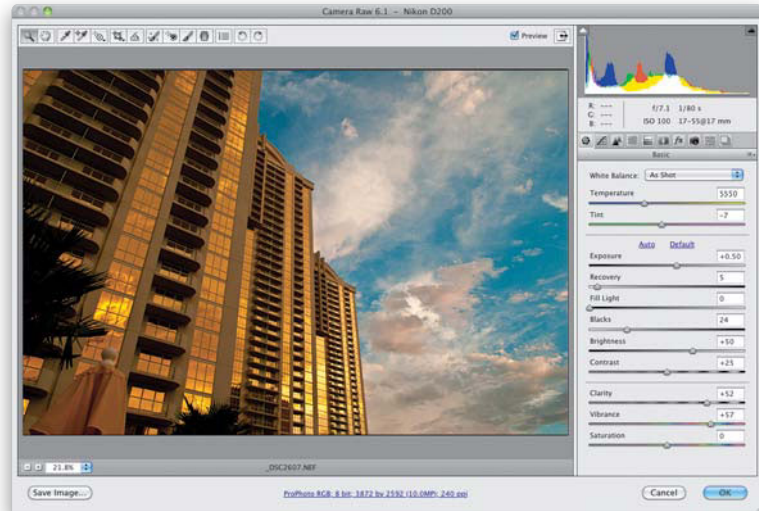 Camera Raw 6.1 – Nikon D200
Preview
R: ---
G: ---
B: ---
f/7.1 1/80 s
ISO 100 17-55@17 mm
Basic
White Balance: As Shot
Temperature 5550
Tint -7
Auto Default
Exposure +0.50
Recovery 5
Fill Light 0
Blacks 24
Brightness +50
Contrast +25
Clarity +52
Vibrance +57
Saturation 0
21.8% _DSC2607.NEF
Save Image... ProPhoto RGB; 8 bit; 3872 by 2592 (10.0MP); 240 ppi Cancel OK